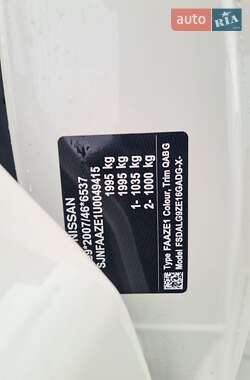 AUTO
RIA
NISSAN
9*2007/46*6537
SJNFAAZE1U0049415
1995 kg
1995 kg
1- 1035 kg
2- 1000 kg
Type FAAZE1 Colour, Trim QAB G
Model FSDALG9ZE16GADG-X-